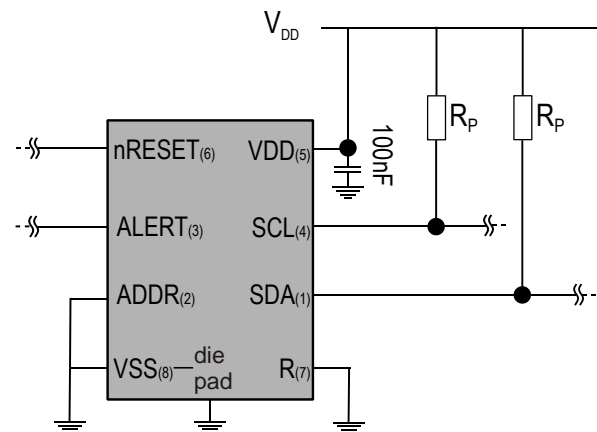 VDD
RP
RP
100nF
nRESET(6)
VDD(5)
ALERT(3)
SCL(4)
ADDR(2)
SDA(1)
VSS(8)
die
pad
R(7)